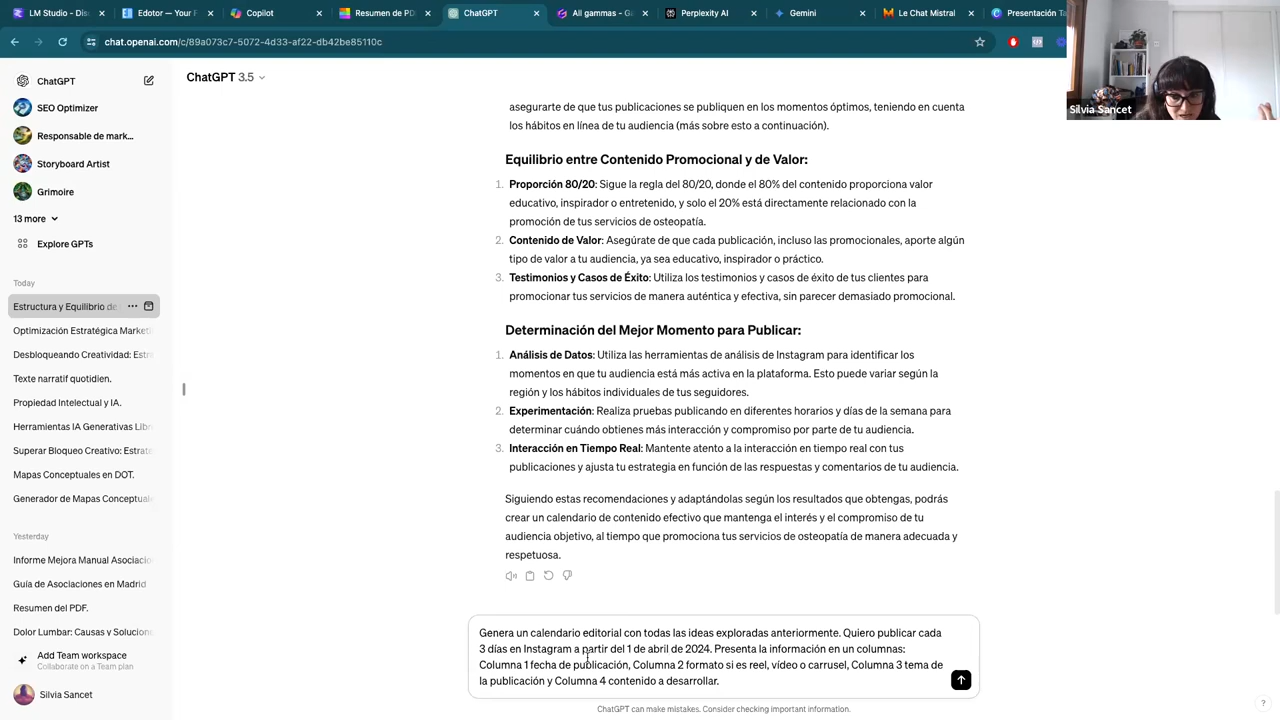 LM Studio - Dis
Editor — Your F
Copilot
Resumen de PD
ChatGPT
All gammas - Ga
Perplexity AI
Gemini
Le Chat Mistral
Presentación Ta
chat.openai.com/c/89a073c7-5072-4d33-af22-db42be85110c
Silvia Sancet
ChatGPT
SEO Optimizer
Responsable de mark...
Storyboard Artist
Grimoire
13 more
Explore GPTs
Today
Estructura y Equilibrio de
Optimización Estratégica Marketi
Desbloqueando Creatividad: Estra
Texte narratif quotidien.
Propiedad Intelectual y IA.
Herramientas IA Generativas Libr
Superar Bloqueo Creativo: Estrate
Mapas Conceptuales en DOT.
Generador de Mapas Conceptuale
Yesterday
Informe Mejora Manual Asociacio
Guía de Asociaciones en Madrid
Resumen del PDF.
Dolor Lumbar: Causas y Solucione
Add Team workspace
Collaborate on a Team plan
Silvia Sancet
ChatGPT 3.5
asegurarte de que tus publicaciones se publiquen en los momentos óptimos, teniendo en cuenta
los hábitos en línea de tu audiencia (más sobre esto a continuación).
Equilibrio entre Contenido Promocional y de Valor:
1. Proporción 80/20: Sigue la regla del 80/20, donde el 80% del contenido proporciona valor
educativo, inspirador o entretenido, y solo el 20% está directamente relacionado con la
promoción de tus servicios de osteopatía.
2. Contenido de Valor: Asegúrate de que cada publicación, incluso las promocionales, aporte algún
tipo de valor a tu audiencia, ya sea educativo, inspirador o práctico.
3. Testimonios y Casos de Éxito: Utiliza los testimonios y casos de éxito de tus clientes para
promocionar tus servicios de manera auténtica y efectiva, sin parecer demasiado promocional.
Determinación del Mejor Momento para Publicar:
1. Análisis de Datos: Utiliza las herramientas de análisis de Instagram para identificar los
momentos en que tu audiencia está más activa en la plataforma. Esto puede variar según la
región y los hábitos individuales de tus seguidores.
2. Experimentación: Realiza pruebas publicando en diferentes horarios y días de la semana para
determinar cuándo obtienes más interacción y compromiso por parte de tu audiencia.
3. Interacción en Tiempo Real: Mantente atento a la interacción en tiempo real con tus
publicaciones y ajusta tu estrategia en función de las respuestas y comentarios de tu audiencia.
Siguiendo estas recomendaciones y adaptándolas según los resultados que obtengas, podrás
crear un calendario de contenido efectivo que mantenga el interés y el compromiso de tu
audiencia objetivo, al tiempo que promociona tus servicios de osteopatía de manera adecuada y
respetuosa.
Genera un calendario editorial con todas las ideas exploradas anteriormente. Quiero publicar cada
3 días en Instagram a partir del 1 de abril de 2024. Presenta la información en un columnas:
Columna 1 fecha de publicación, Columna 2 formato si es reel, vídeo o carrusel, Columna 3 tema de
la publicación y Columna 4 contenido a desarrollar.
ChatGPT can make mistakes. Consider checking important information.
?